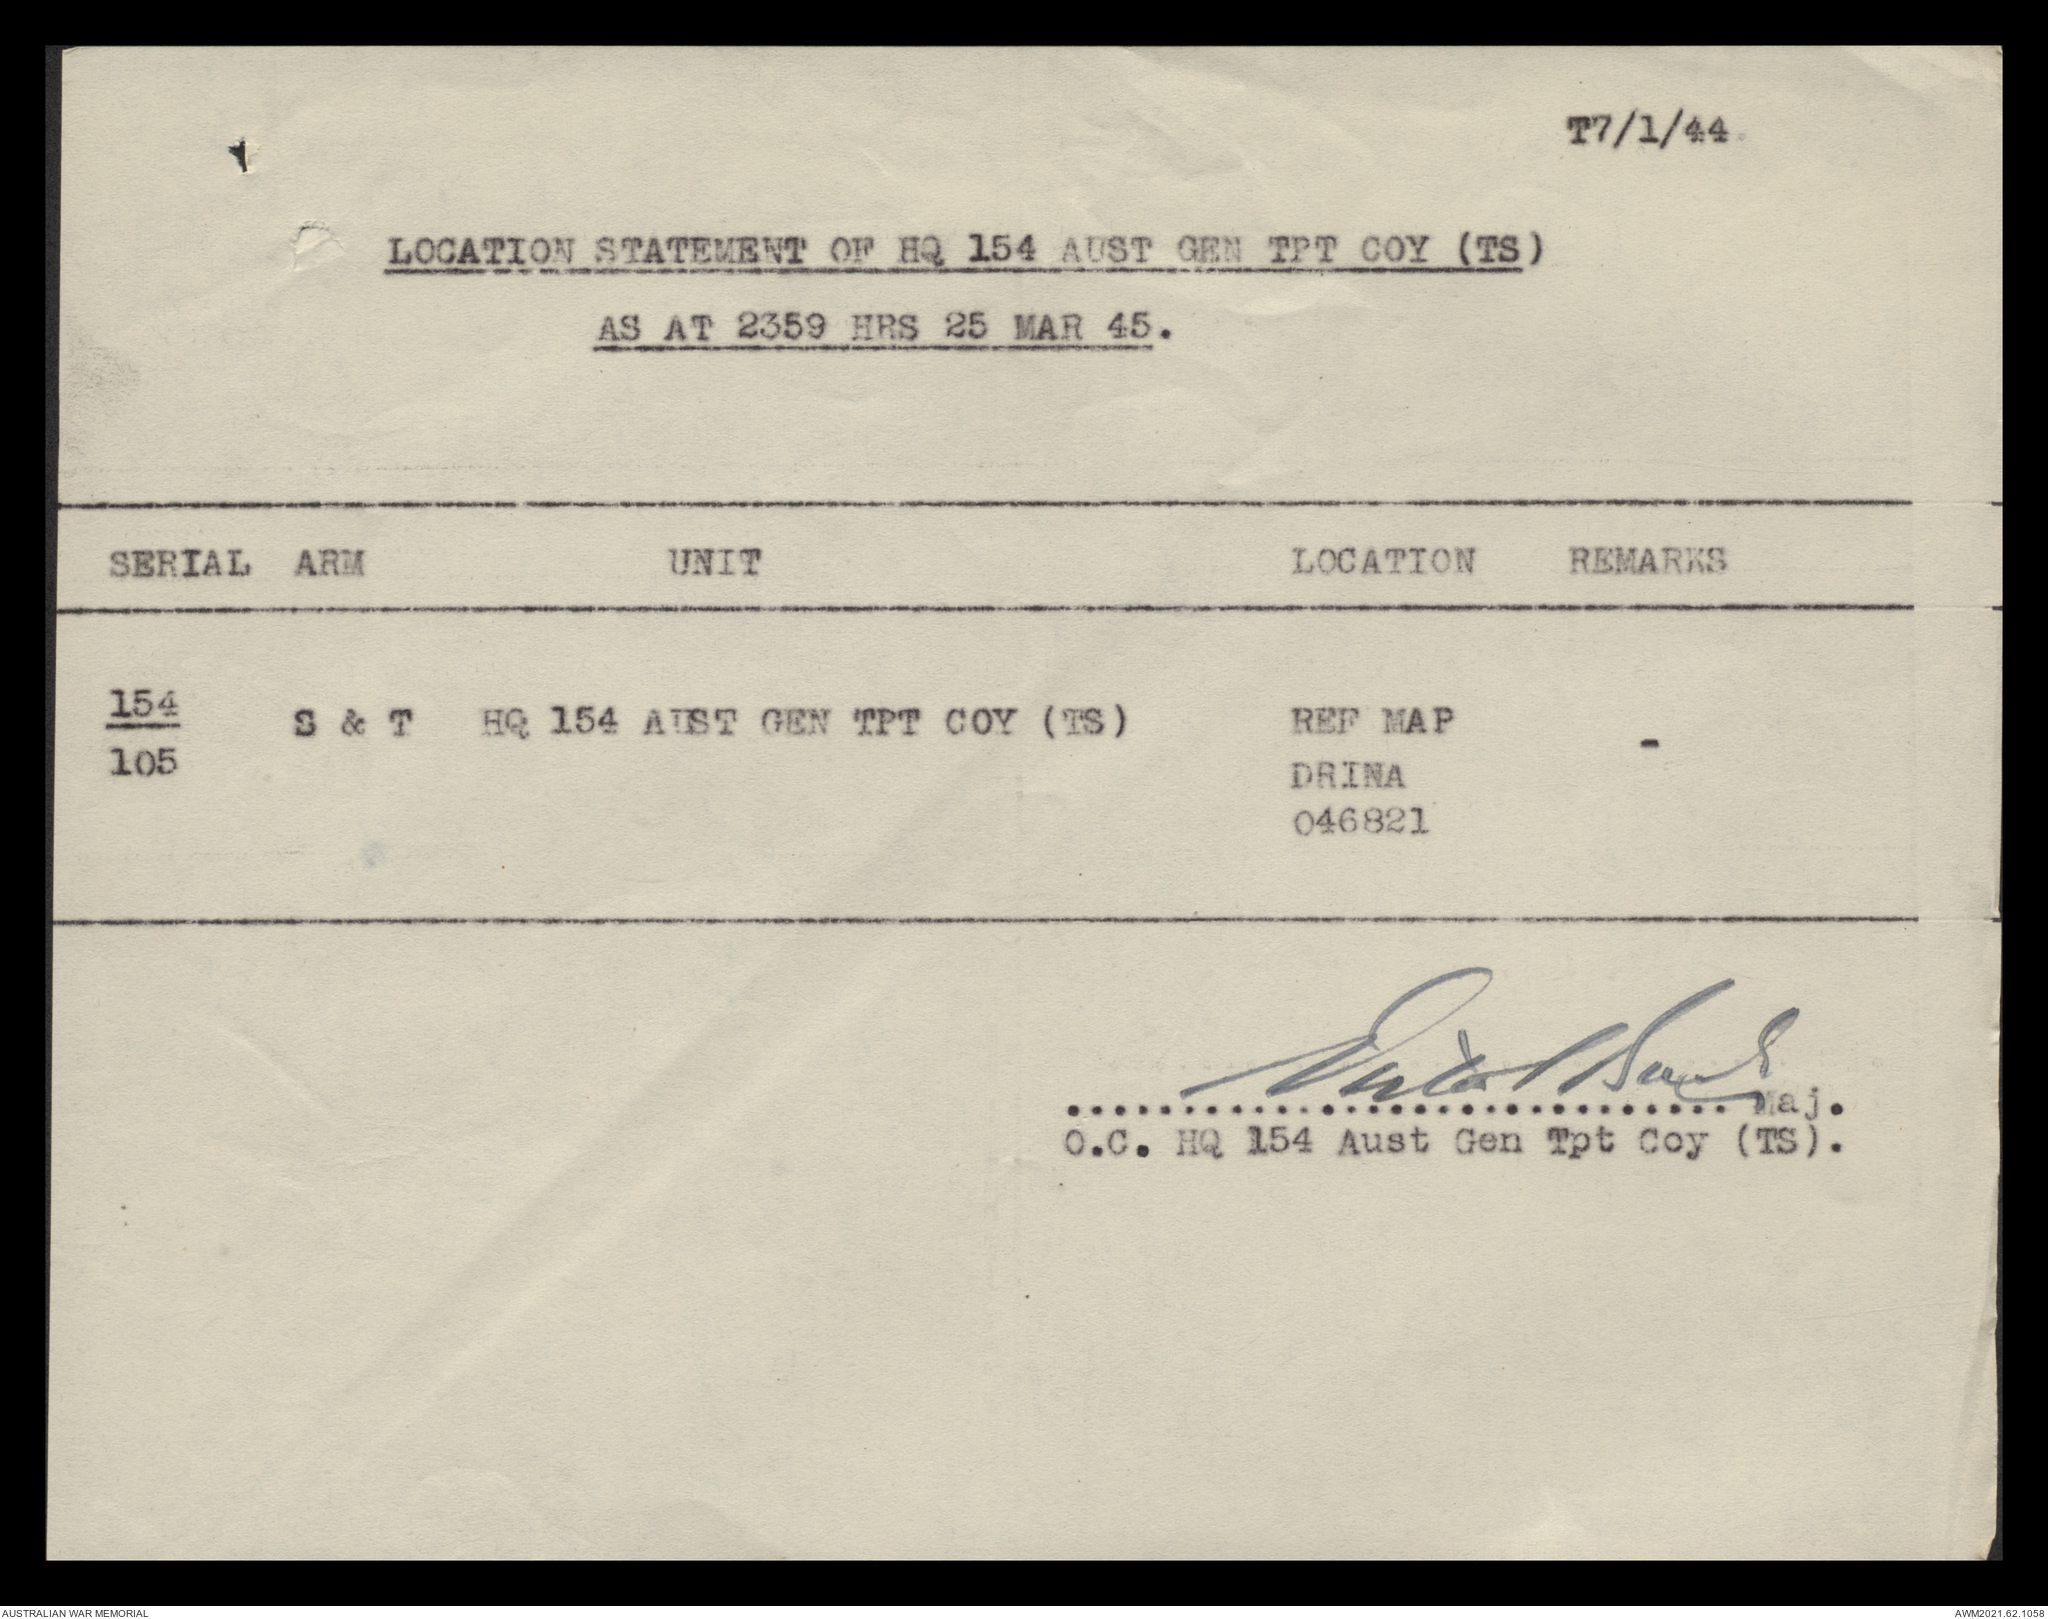 T7/1/44
LOCATION STATEMENT OF HQ 154 AUST GEN TPT COY (TS)
AS AT 2359 HRS 25 MAR 45.
SERIAL ARM UNIT LOCATION REMARKS
154
105
S & T HQ 154 AUST GEN TPT COY (TS) REF MAP -
DRINA
046821
Maj.
O.C. HQ 154 Aust Gen Tpt Coy (TS).
AUSTRALIAN WAR MEMORIAL AWM2021.62.1058